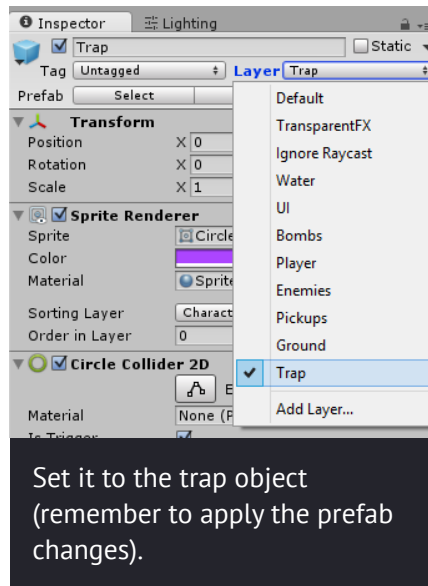 Inspector
Lighting
Trap
Static
Tag Untagged Layer Trap
Prefab Select
Default
TransparentFX
Ignore Raycast
Water
UI
Bombs
Player
Enemies
Pickups
Ground
Trap
Add Layer...
Transform
Position X 0
Rotation X 0
Scale X 1
Sprite Renderer
Sprite Circle
Color
Material Sprite
Sorting Layer Charact
Order in Layer 0
Circle Collider 2D
E
Material None (P
Is Trigger
Set it to the trap object
(remember to apply the prefab
changes).